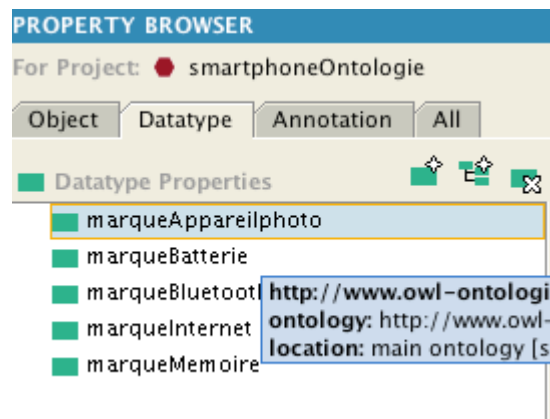 PROPERTY BROWSER
For Project: smartphoneOntologie
Object Datatype Annotation All
Datatype Properties
marqueAppareilphoto
marqueBatterie
marqueBluetoot
http://www.owl-ontologi
ontology: http://www.owl-
marqueInternet
location: main ontology [s
marqueMemoire